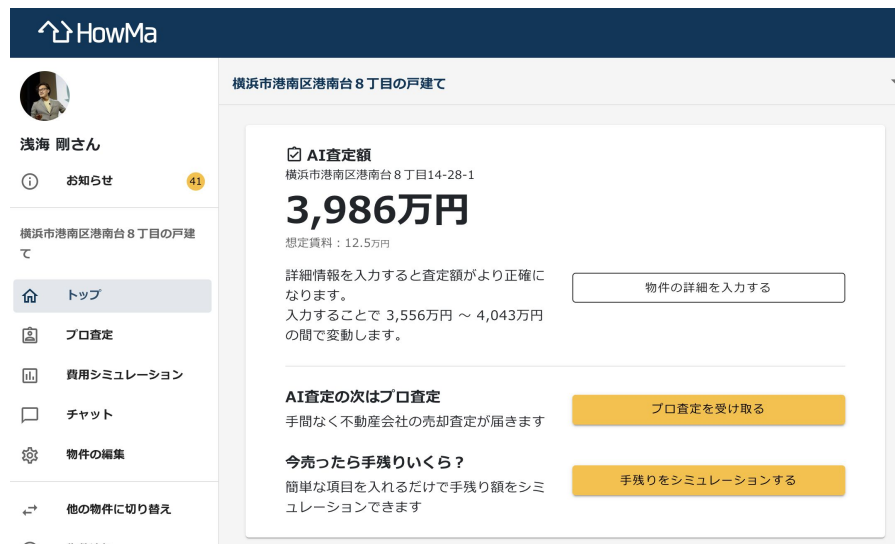 HowMa
浅海 剛さん
お知らせ
41
横浜市港南区港南台８丁目の戸建
て
トップ
プロ査定
費用シミュレーション
チャット
物件の編集
他の物件に切り替え
横浜市港南区港南台８丁目の戸建て
AI査定額
横浜市港南区港南台８丁目14-28-1
3,986万円
想定賃料：12.5万円
詳細情報を入力すると査定額がより正確に
なります。
入力することで 3,556万円 ～ 4,043万円
の間で変動します。
物件の詳細を入力する
AI査定の次はプロ査定
手間なく不動産会社の売却査定が届きます
プロ査定を受け取る
今売ったら手残りいくら？
簡単な項目を入れるだけで手残り額をシミ
ュレーションできます
手残りをシミュレーションする